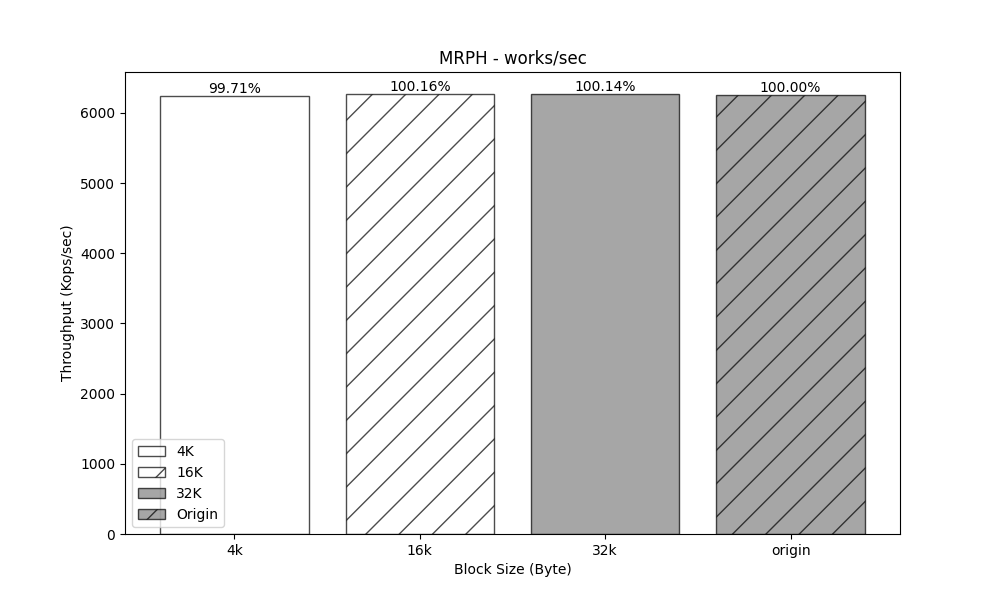 MRPH - works/sec
99.71%
100.16%
100.14%
100.00%
Throughput (Kops/sec)
6000
5000
4000
3000
2000
1000
0
4K
16K
32K
Origin
4k
16k
32k
origin
Block Size (Byte)